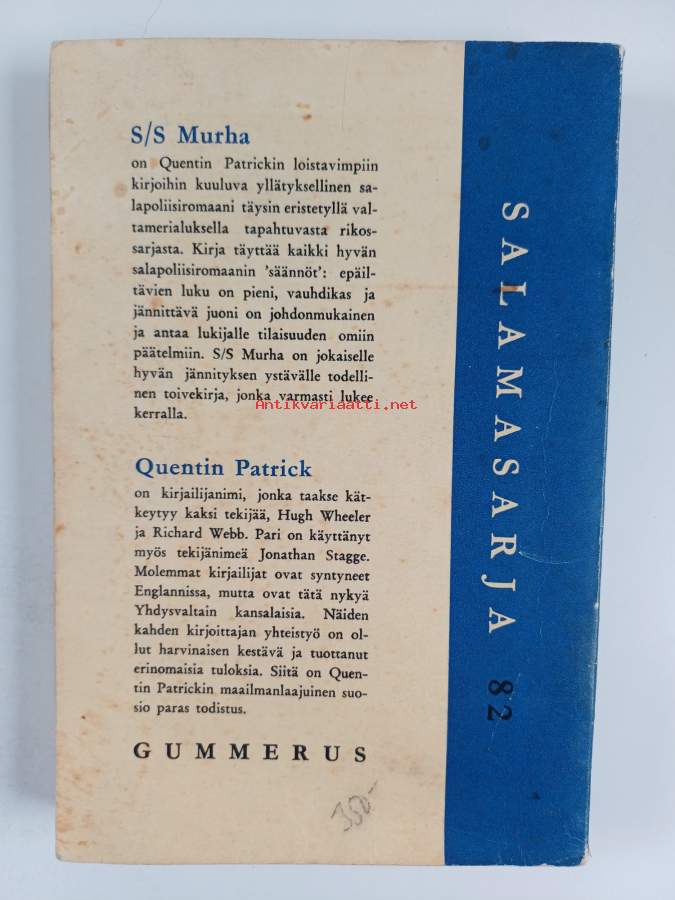 S/S Murha
on Quentin Patrickin loistavimpiin
kirjoihin kuuluva yllätyksellinen sa-
lapoliisiromaani täysin eristetyllä val-
tamerialuksella tapahtuvasta rikos-
sarjasta. Kirja täyttää kaikki hyvän
salapoliisiromaanin 'säännöt': epäil-
tävien luku on pieni, vauhdikas ja
jännittävä juoni on johdonmukainen
ja antaa lukijalle tilaisuuden omiin
päätelmiin. S/S Murha on jokaiselle
hyvän jännityksen ystävälle todelli-
nen toivekirja, jonka varmasti lukee
kerralla.
Antikvariaatti.net
Quentin Patrick
on kirjailijanimi, jonka taakse kät-
keytyy kaksi tekijää, Hugh Wheeler
ja Richard Webb. Pari on käyttänyt
myös tekijänimeä Jonathan Stagge.
Molemmat kirjailijat ovat syntyneet
Englannissa, mutta ovat tätä nykyä
Yhdysvaltain kansalaisia. Näiden
kahden kirjoittajan yhteistyö on ol-
lut harvinaisen kestävä ja tuottanut
erinomaisia tuloksia. Siitä on Quen-
tin Patrickin maailmanlaajuinen suo-
sio paras todistus.
GUMMERUS
350-
SALAMASARJA 82